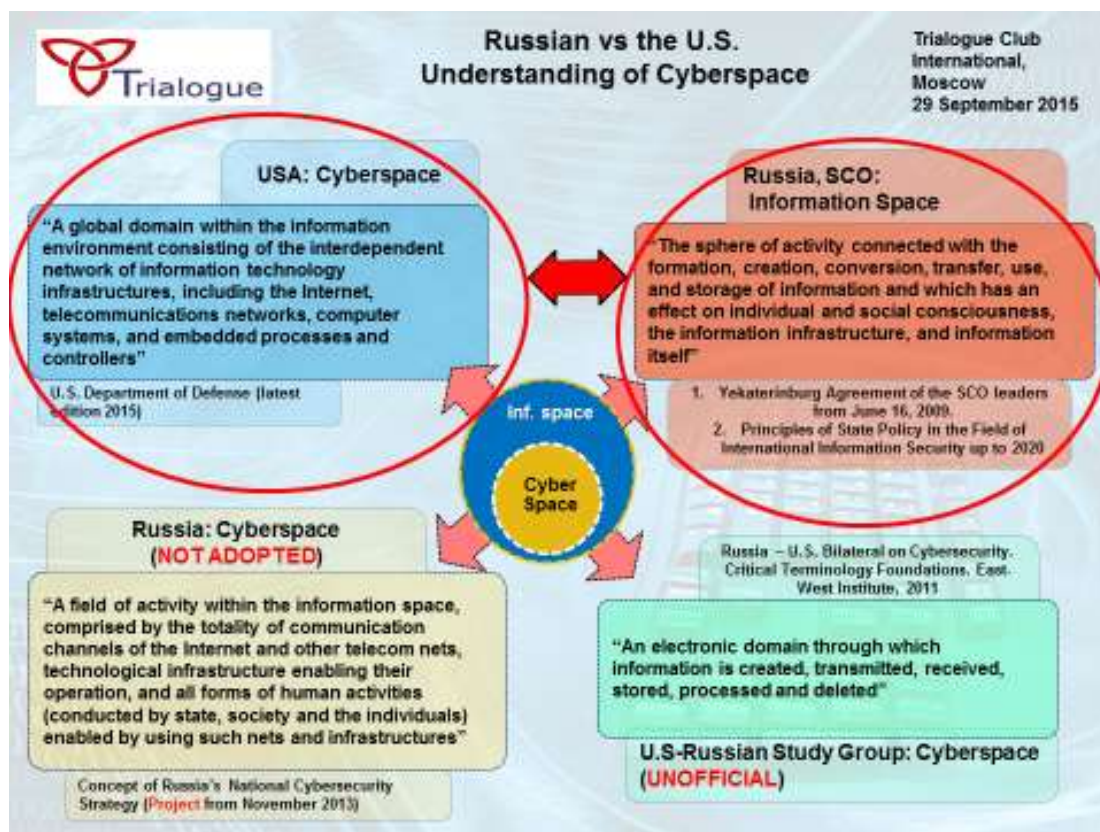 Trialogue
Russian vs the U.S.
Understanding of Cyberspace
Trialogue Club
International,
Moscow
29 September 2015
USA: Cyberspace
“A global domain within the information
environment consisting of the interdependent
network of information technology
infrastructures, including the Internet,
telecommunications networks, computer
systems, and embedded processes and
controllers”
U.S. Department of Defense (latest
edition 2015)
Russia, SCO:
Information Space
“The sphere of activity connected with the
formation, creation, conversion, transfer, use,
and storage of information and which has an
effect on individual and social consciousness,
the information infrastructure, and information
itself”
1. Yekaterinburg Agreement of the SCO leaders
from June 16, 2009.
2. Principles of State Policy in the Field of
International Information Security up to 2020
Inf. space
Cyber
Space
Russia: Cyberspace
(NOT ADOPTED)
“A field of activity within the information space,
comprised by the totality of communication
channels of the Internet and other telecom nets,
technological infrastructure enabling their
operation, and all forms of human activities
(conducted by state, society and the individuals)
enabled by using such nets and infrastructures”
Concept of Russia's National Cybersecurity
Strategy (Project from November 2013)
Russia – U.S. Bilateral on Cybersecurity.
Critical Terminology Foundations. East-
West Institute, 2011
“An electronic domain through which
information is created, transmitted, received,
stored, processed and deleted”
U.S-Russian Study Group: Cyberspace
(UNOFFICIAL)